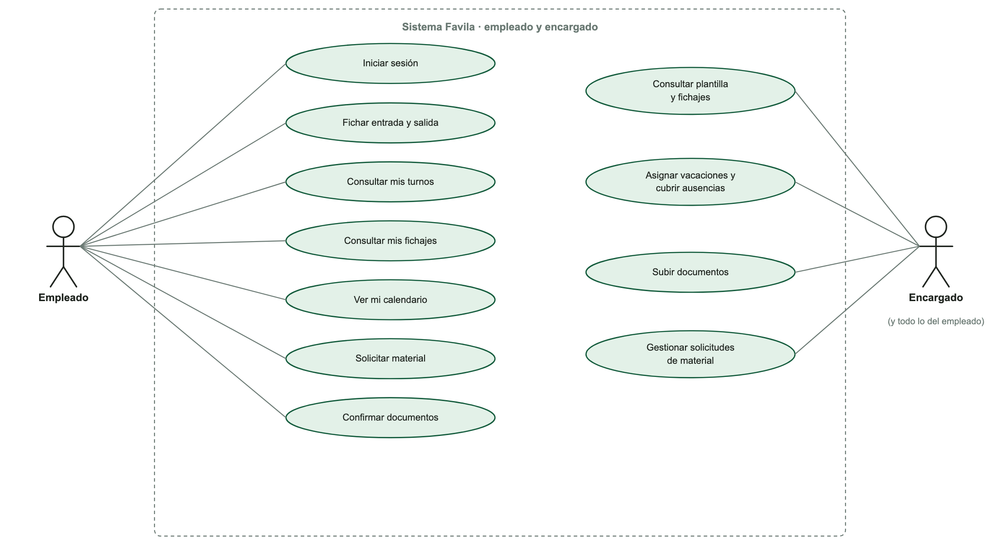 Sistema Favila · empleado y encargado
Iniciar sesión
Fichar entrada y salida
Consultar mis turnos
Consultar mis fichajes
Ver mi calendario
Solicitar material
Confirmar documentos
Consultar plantilla
y fichajes
Asignar vacaciones y
cubrir ausencias
Subir documentos
Gestionar solicitudes
de material
Empleado
Encargado
(y todo lo del empleado)